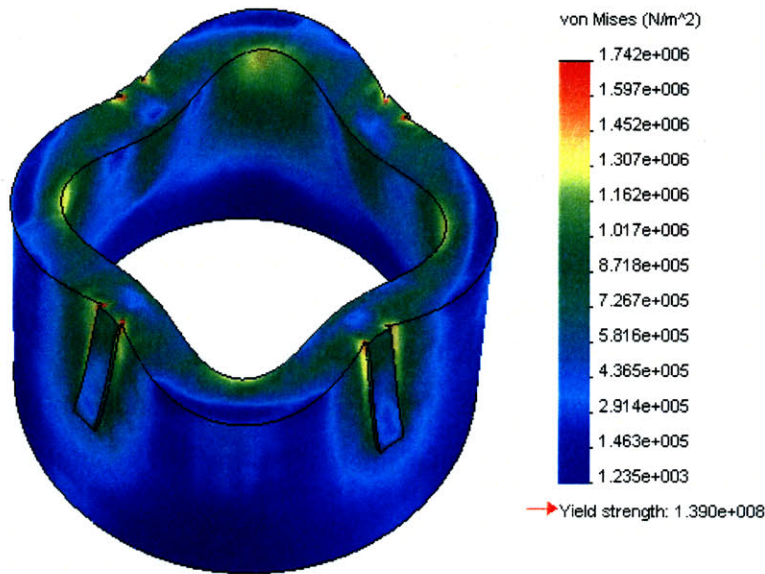 von Mises (N/m^2)
1.742e+006
1.597e+006
1.452e+006
1.307e+006
1.162e+006
1.017e+006
8.718e+005
7.267e+005
5.816e+005
4.365e+005
2.914e+005
1.463e+005
1.235e+003
Yield strength: 1.390e+008